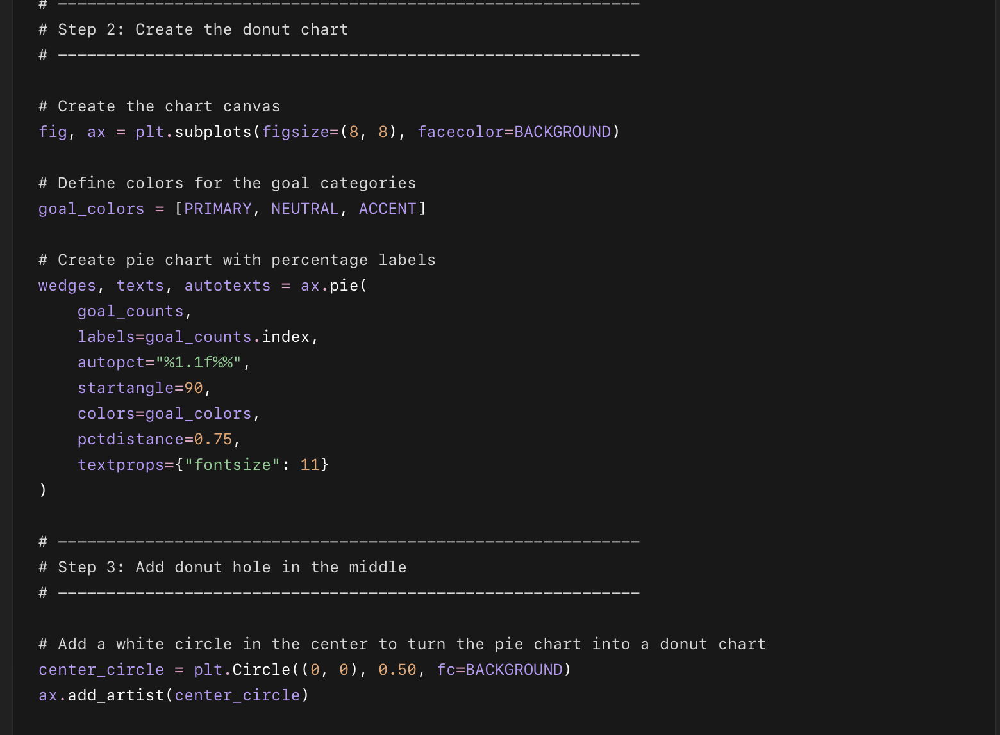 # ------------------------------------------------------------
# Step 2: Create the donut chart
# ------------------------------------------------------------
# Create the chart canvas
fig, ax = plt.subplots(figsize=(8, 8), facecolor=BACKGROUND)
# Define colors for the goal categories
goal_colors = [PRIMARY, NEUTRAL, ACCENT]
# Create pie chart with percentage labels
wedges, texts, autotexts = ax.pie(
    goal_counts,
    labels=goal_counts.index,
    autopct="%1.1f%%",
    startangle=90,
    colors=goal_colors,
    pctdistance=0.75,
    textprops={"fontsize": 11}
)
# ------------------------------------------------------------
# Step 3: Add donut hole in the middle
# ------------------------------------------------------------
# Add a white circle in the center to turn the pie chart into a donut chart
center_circle = plt.Circle((0, 0), 0.50, fc=BACKGROUND)
ax.add_artist(center_circle)